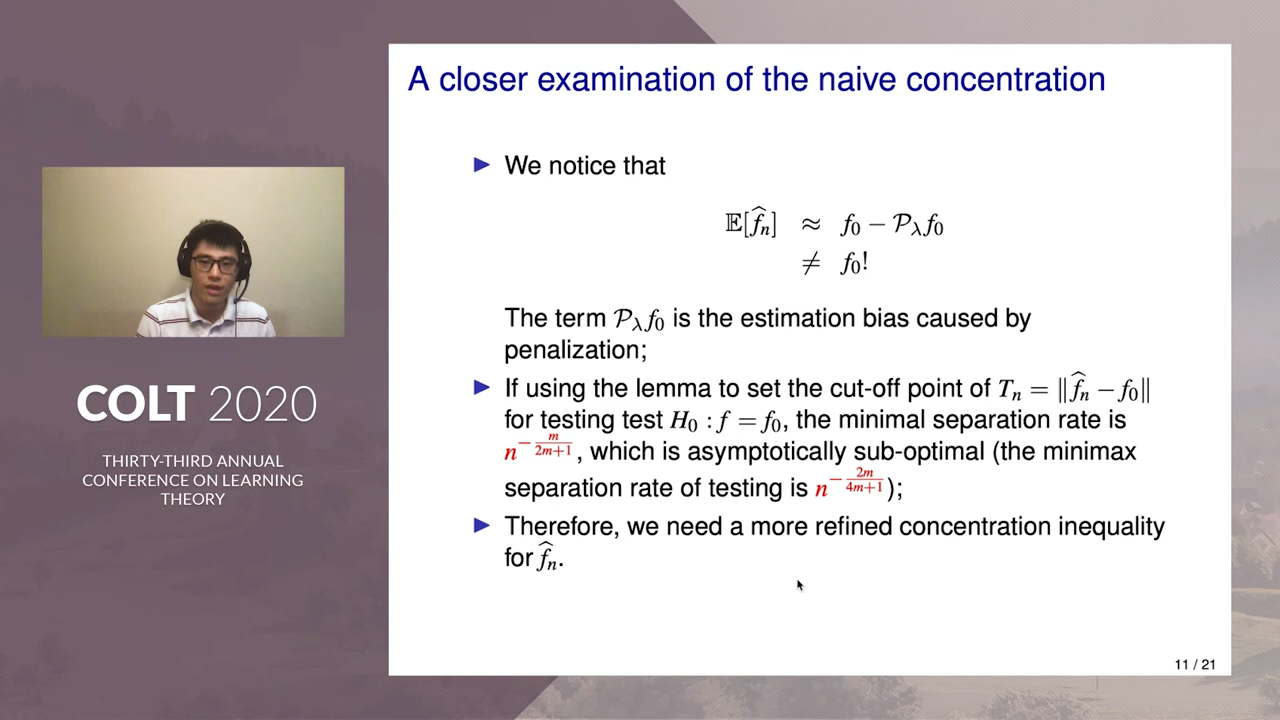 A closer examination of the naive concentration
We notice that
𝔼[f̂ₙ] ≈ f₀ − 𝒫_λ f₀
≠ f₀!
The term 𝒫_λ f₀ is the estimation bias caused by
penalization;
If using the lemma to set the cut-off point of Tₙ = ‖f̂ₙ − f₀‖
for testing test H₀ : f = f₀, the minimal separation rate is
n^{−\frac{m}{2m+1}}, which is asymptotically sub-optimal (the minimax
separation rate of testing is n^{−\frac{2m}{4m+1}});
Therefore, we need a more refined concentration inequality
for f̂ₙ.
11 / 21
COLT 2020
THIRTY-THIRD ANNUAL
CONFERENCE ON LEARNING
THEORY